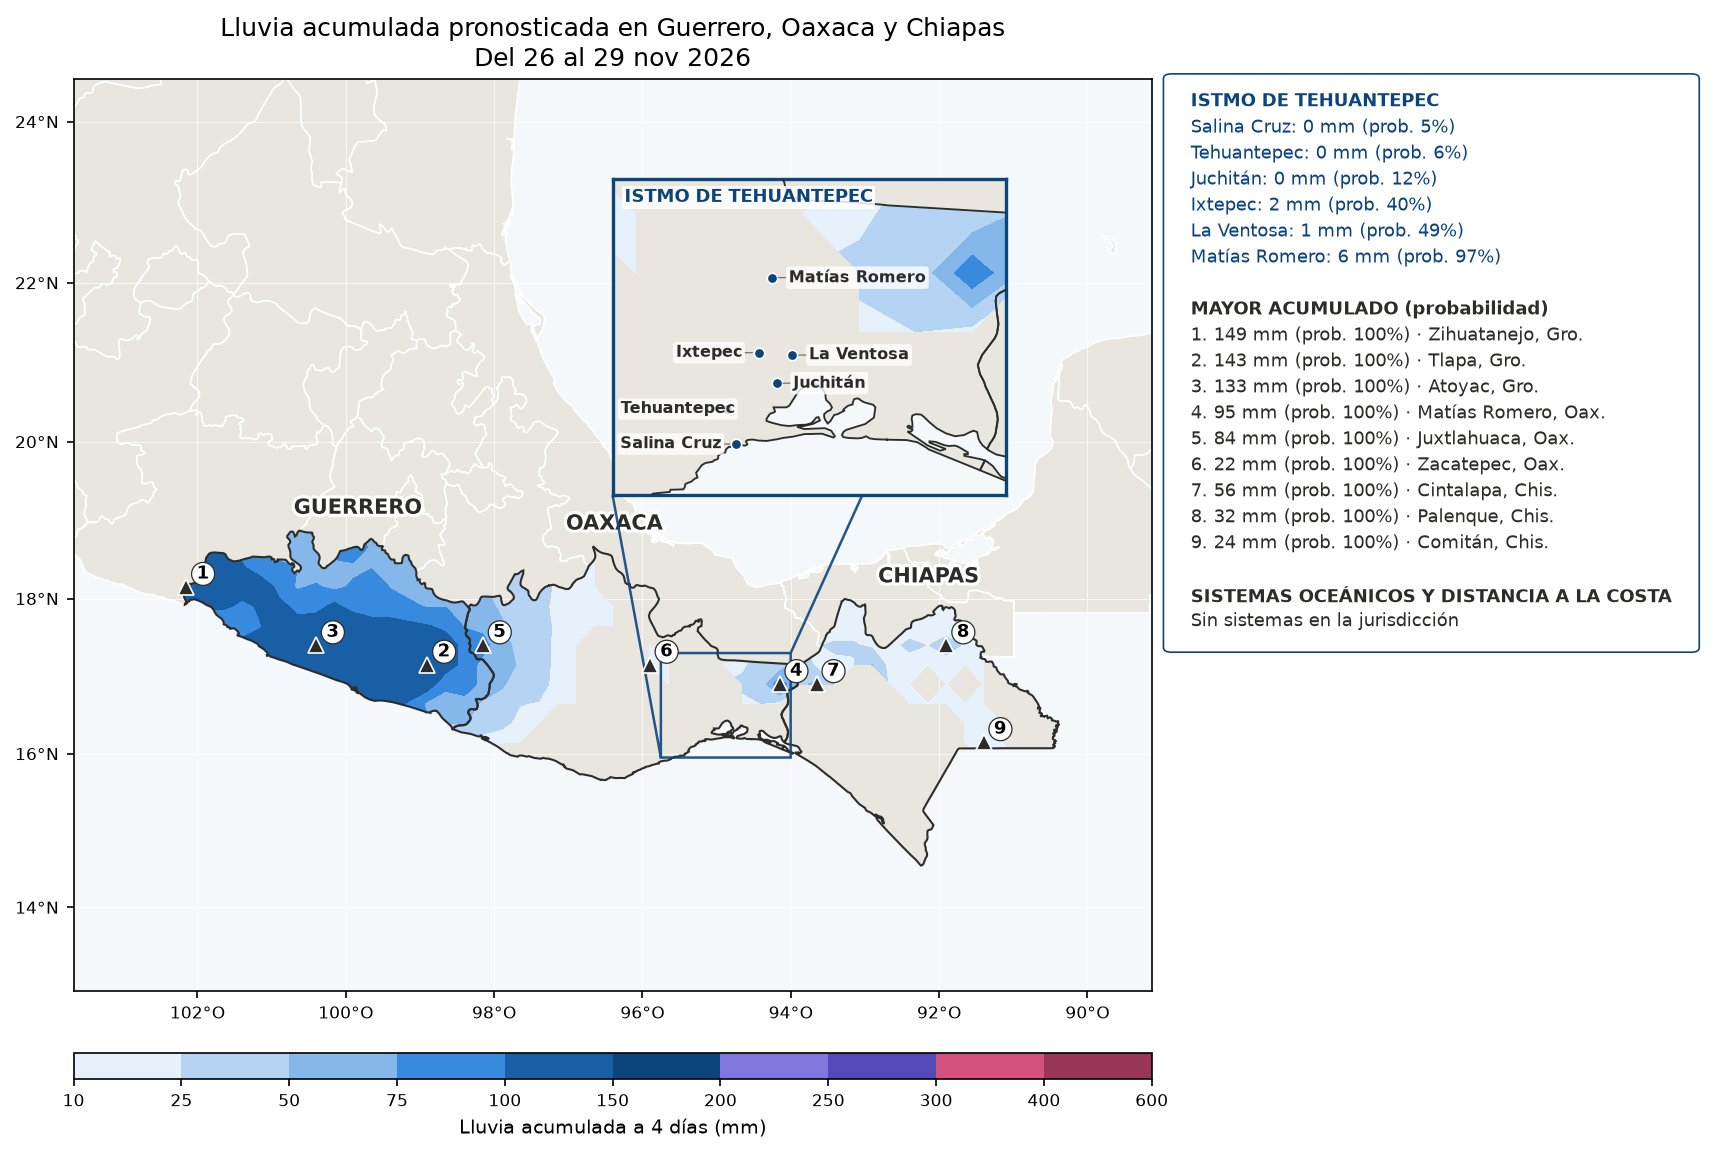 Lluvia acumulada pronosticada en Guerrero, Oaxaca y Chiapas
Del 26 al 29 nov 2026
24°N
22°N
20°N
18°N
16°N
14°N
102°O
100°O
98°O
96°O
94°O
92°O
90°O
ISTMO DE TEHUANTEPEC
Matías Romero
Ixtepec
La Ventosa
Juchitán
Tehuantepec
Salina Cruz
GUERRERO
OAXACA
CHIAPAS
1
3
2
5
6
4
7
8
9
10
25
50
75
100
150
200
250
300
400
600
Lluvia acumulada a 4 días (mm)
ISTMO DE TEHUANTEPEC
Salina Cruz: 0 mm (prob. 5%)
Tehuantepec: 0 mm (prob. 6%)
Juchitán: 0 mm (prob. 12%)
Ixtepec: 2 mm (prob. 40%)
La Ventosa: 1 mm (prob. 49%)
Matías Romero: 6 mm (prob. 97%)
MAYOR ACUMULADO (probabilidad)
1. 149 mm (prob. 100%) · Zihuatanejo, Gro.
2. 143 mm (prob. 100%) · Tlapa, Gro.
3. 133 mm (prob. 100%) · Atoyac, Gro.
4. 95 mm (prob. 100%) · Matías Romero, Oax.
5. 84 mm (prob. 100%) · Juxtlahuaca, Oax.
6. 22 mm (prob. 100%) · Zacatepec, Oax.
7. 56 mm (prob. 100%) · Cintalapa, Chis.
8. 32 mm (prob. 100%) · Palenque, Chis.
9. 24 mm (prob. 100%) · Comitán, Chis.
SISTEMAS OCEÁNICOS Y DISTANCIA A LA COSTA
Sin sistemas en la jurisdicción